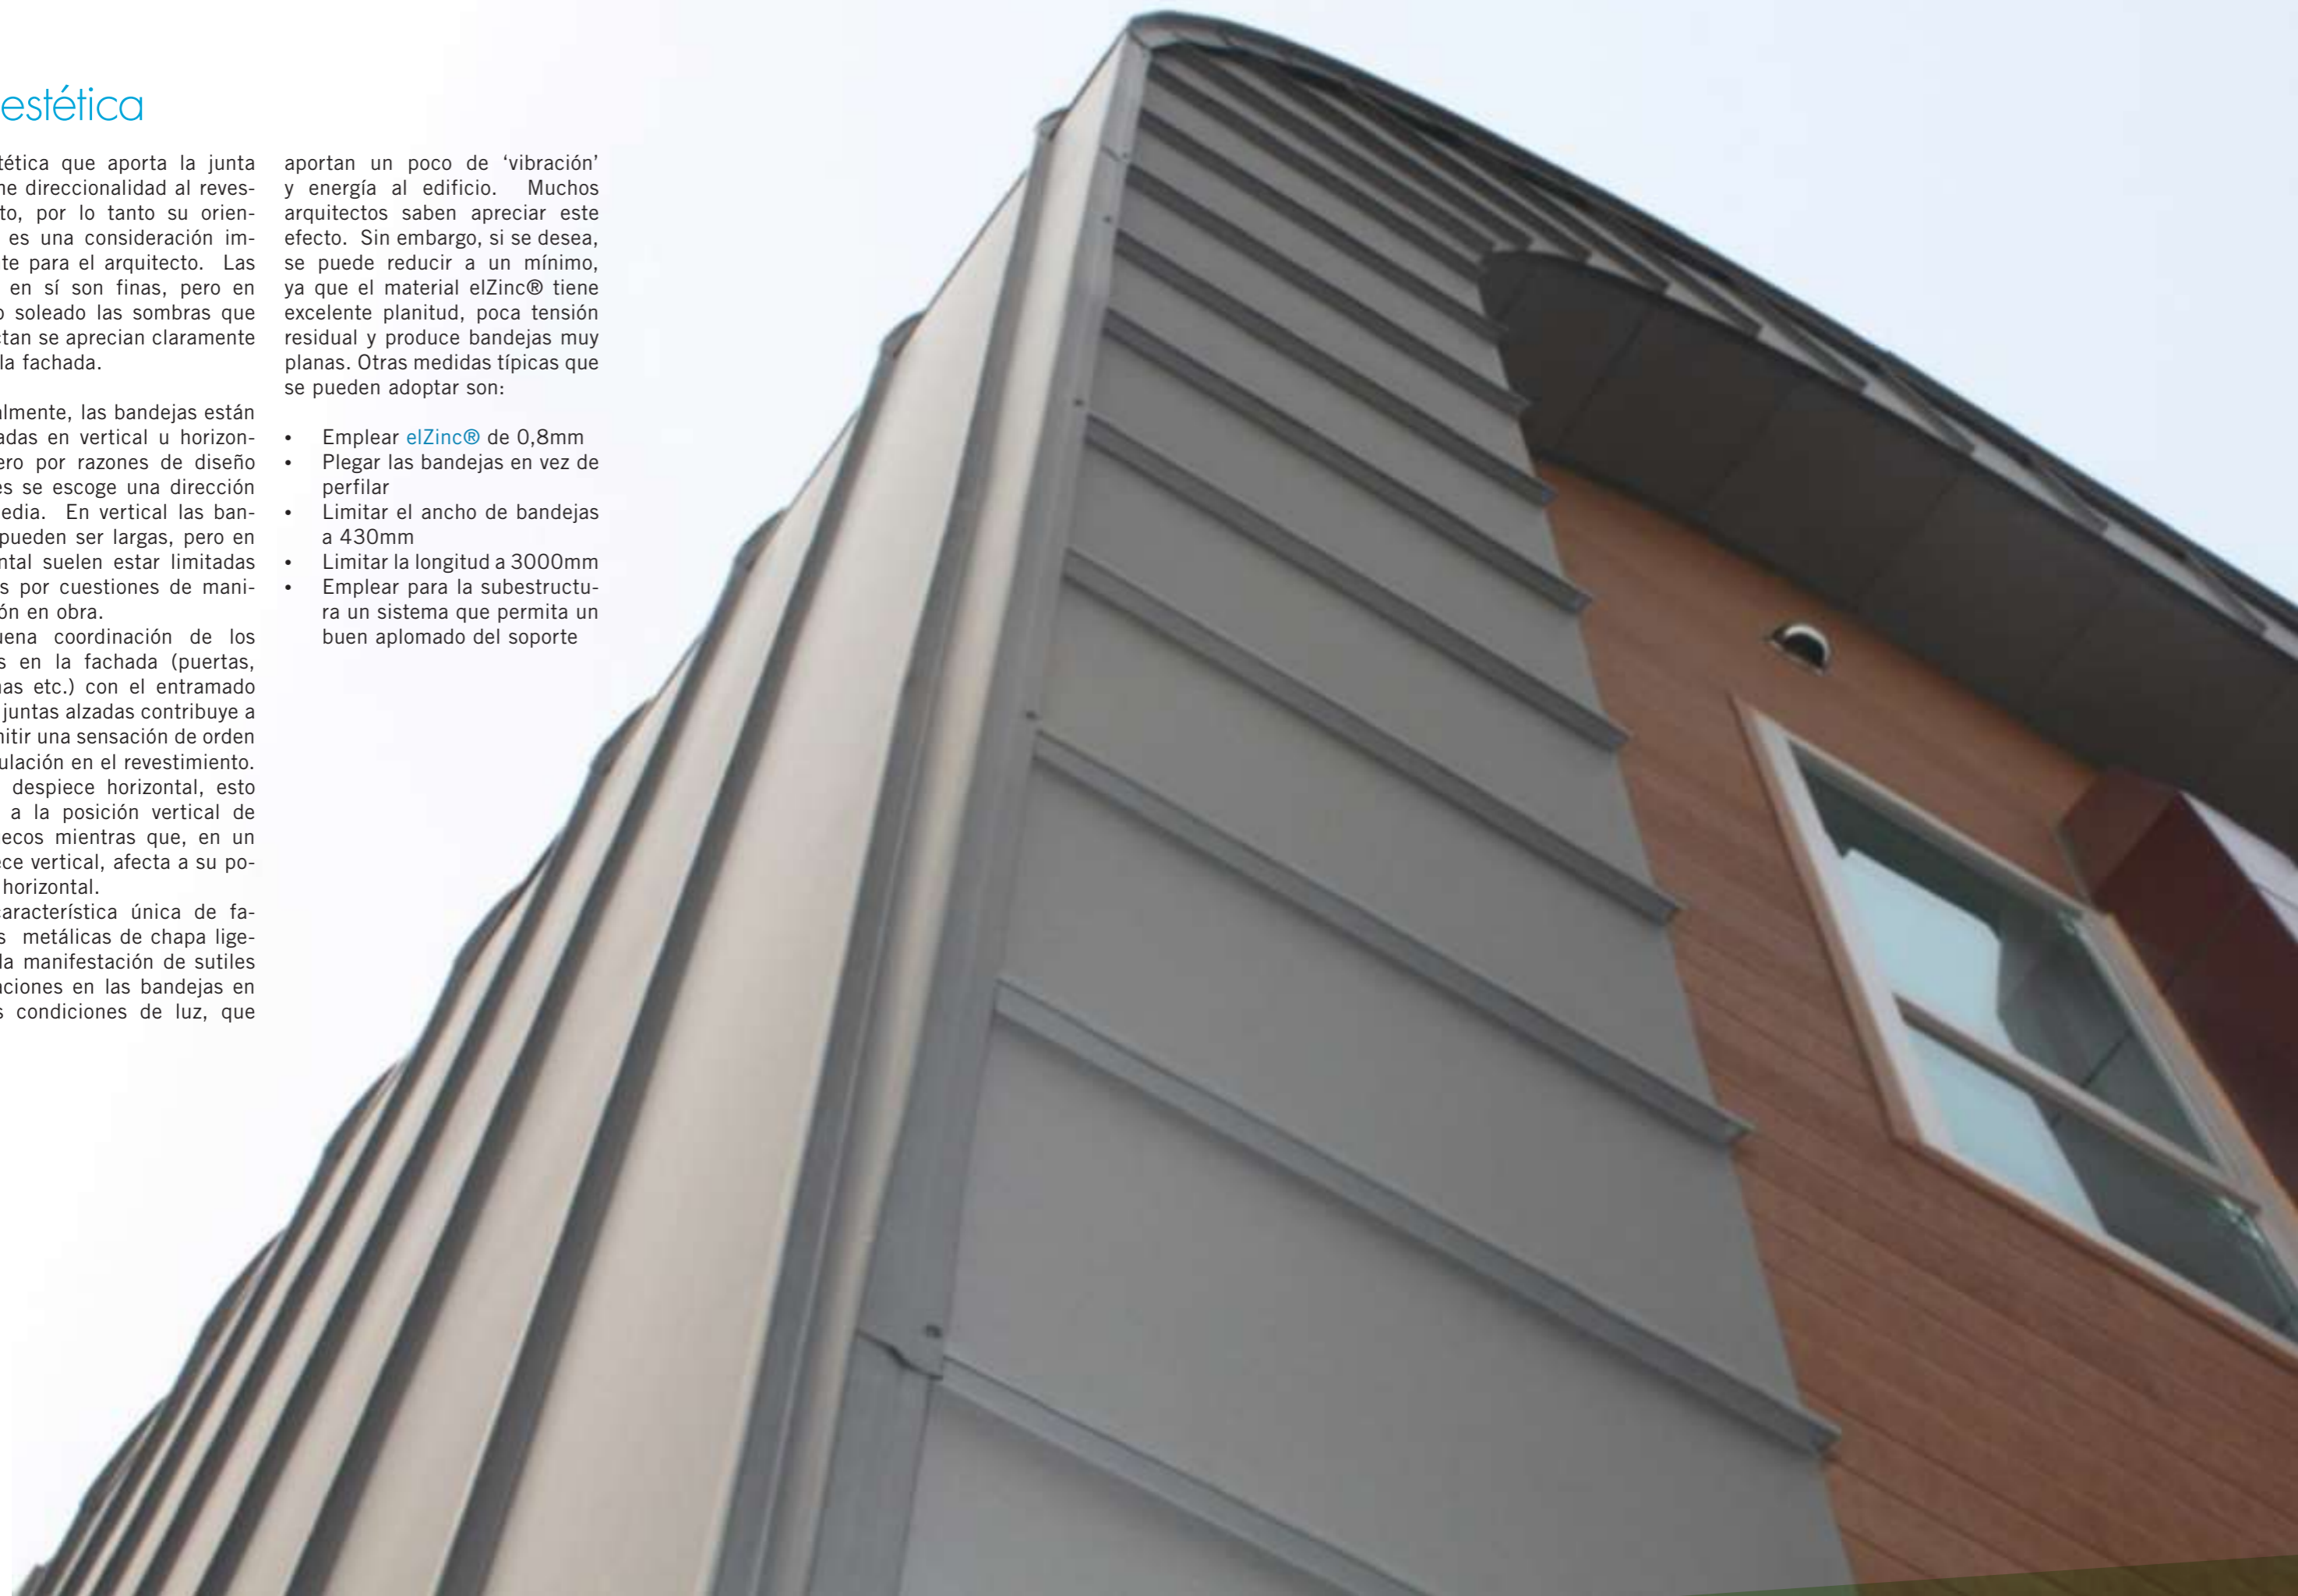 estética
tética que aporta la junta
ne direccionalidad al reves-
to, por lo tanto su orien-
es una consideración im-
te para el arquitecto. Las
en sí son finas, pero en
o soleado las sombras que
ctan se aprecian claramente
la fachada.
almente, las bandejas están
adas en vertical u horizon-
ero por razones de diseño
es se escoge una dirección
edia. En vertical las ban-
pueden ser largas, pero en
ntal suelen estar limitadas
s por cuestiones de mani-
ón en obra.
uena coordinación de los
s en la fachada (puertas,
nas etc.) con el entramado
juntas alzadas contribuye a
mitir una sensación de orden
ulación en el revestimiento.
despiece horizontal, esto
a la posición vertical de
ecos mientras que, en un
ece vertical, afecta a su po-
horizontal.
característica única de fa-
s metálicas de chapa lige-
la manifestación de sutiles
aciones en las bandejas en
s condiciones de luz, que
aportan un poco de ‘vibración’
y energía al edificio. Muchos
arquitectos saben apreciar este
efecto. Sin embargo, si se desea,
se puede reducir a un mínimo,
ya que el material elZinc® tiene
excelente planitud, poca tensión
residual y produce bandejas muy
planas. Otras medidas típicas que
se pueden adoptar son:
• Emplear elZinc® de 0,8mm
• Plegar las bandejas en vez de
perfilar
• Limitar el ancho de bandejas
a 430mm
• Limitar la longitud a 3000mm
• Emplear para la subestructu-
ra un sistema que permita un
buen aplomado del soporte